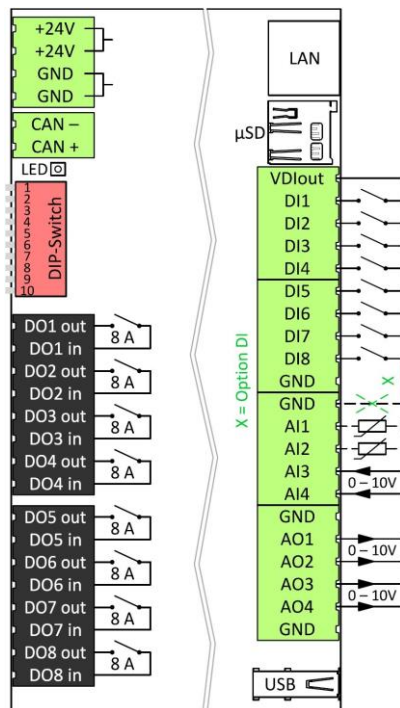 +24V
+24V
GND
GND
CAN –
CAN +
LED
1
2
3
4
5
6
7
8
9
10
DIP-Switch
DO1 out
8 A
DO1 in
DO2 out
8 A
DO2 in
DO3 out
8 A
DO3 in
DO4 out
8 A
DO4 in
DO5 out
8 A
DO5 in
DO6 out
8 A
DO6 in
DO7 out
8 A
DO7 in
DO8 out
8 A
DO8 in
LAN
µSD
VDIout
DI1
DI2
DI3
DI4
DI5
DI6
DI7
DI8
GND
X = Option DI
X
GND
AI1
AI2
AI3
0 – 10V
AI4
GND
AO1
0 – 10V
AO2
AO3
0 – 10V
AO4
GND
USB